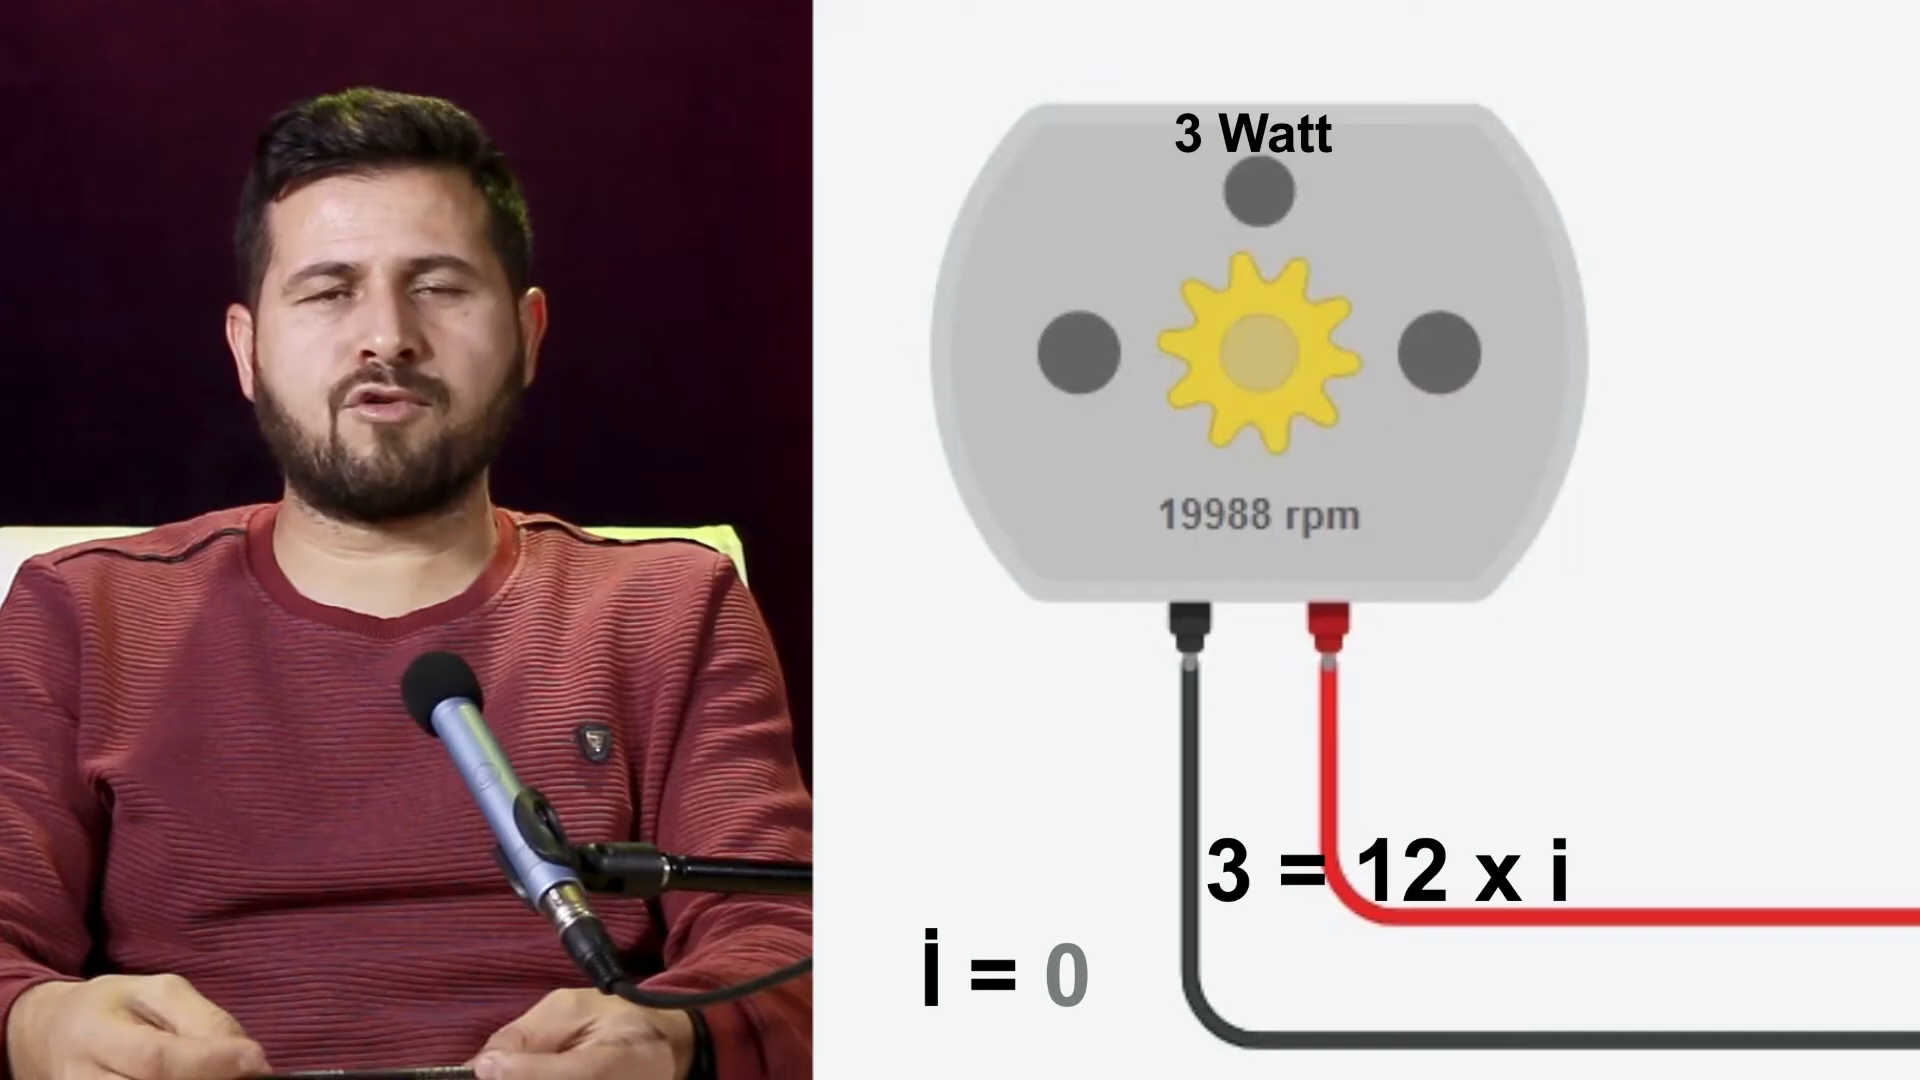 3 Watt
19988 rpm
3 = 12 x i
İ = 0